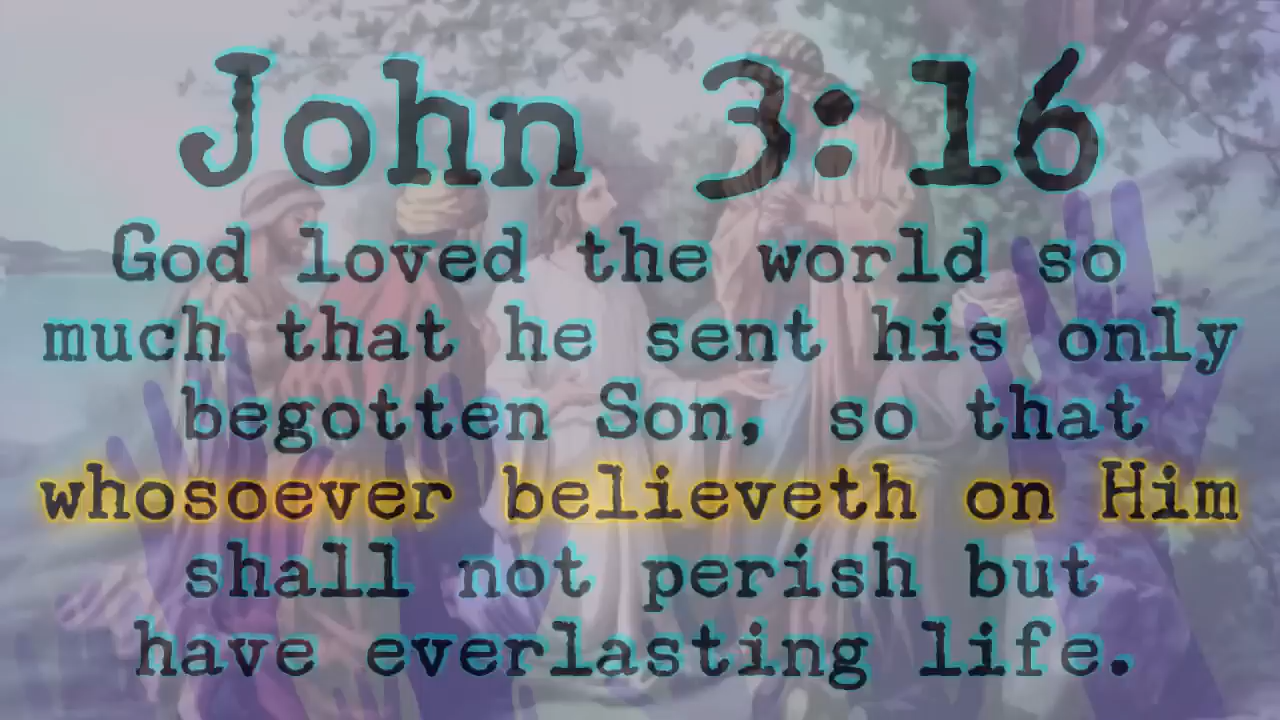 John 3:16
God loved the world so
much that he sent his only
begotten Son, so that
whosoever believeth on Him
shall not perish but
have everlasting life.